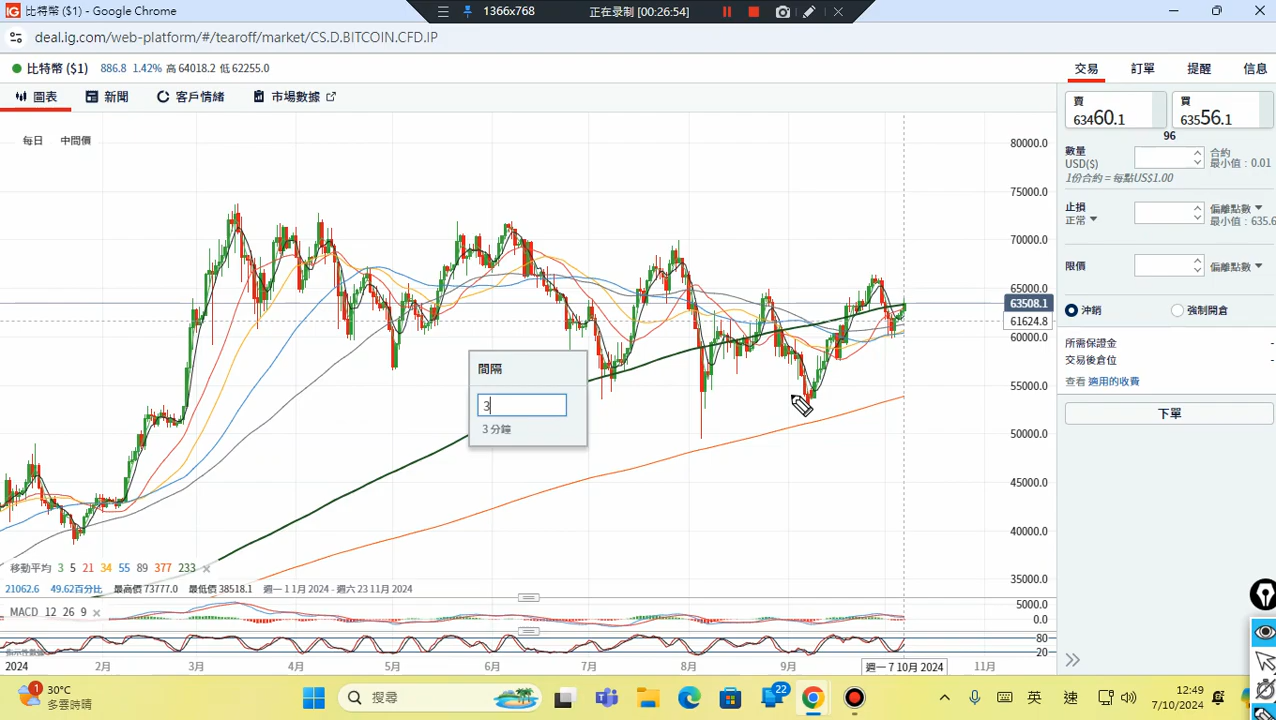 比特幣 ($1) - Google Chrome
1366x768
正在录制 [00:26:54]
deal.ig.com/web-platform/#/tearoff/market/CS.D.BITCOIN.CFD.IP
比特幣 ($1) 886.8 1.42% 高 64018.2 低 62255.0
交易 訂單 提醒 信息
圖表 新聞 客戶情緒 市場數據
每日 中間價
賣 63460.1
買 63556.1
96
數量 USD($)
合約 最小值 : 0.01
1份合約 = 每點US$1.00
止損 正常
偏離點數
最小值 : 635.6
限價
偏離點數
沖銷 強制開倉
所需保證金 -
交易後倉位 -
查看 適用的收費
下單
80000.0
75000.0
70000.0
65000.0
63508.1
61624.8
60000.0
55000.0
50000.0
45000.0
40000.0
35000.0
間隔
3
3 分鐘
移動平均 3 5 21 34 55 89 377 233
21062.6 49.62百分比 最高價 73777.0 最低價 38518.1 週一 1 1月 2024 - 週六 23 11月 2024
MACD 12 26 9
5000.0
0.0
80
20
2024 2月 3月 4月 5月 6月 7月 8月 9月 週一 7 10月 2024 11月
1 30°C
多雲時晴
搜尋
22
英 速
12:49
7/10/2024